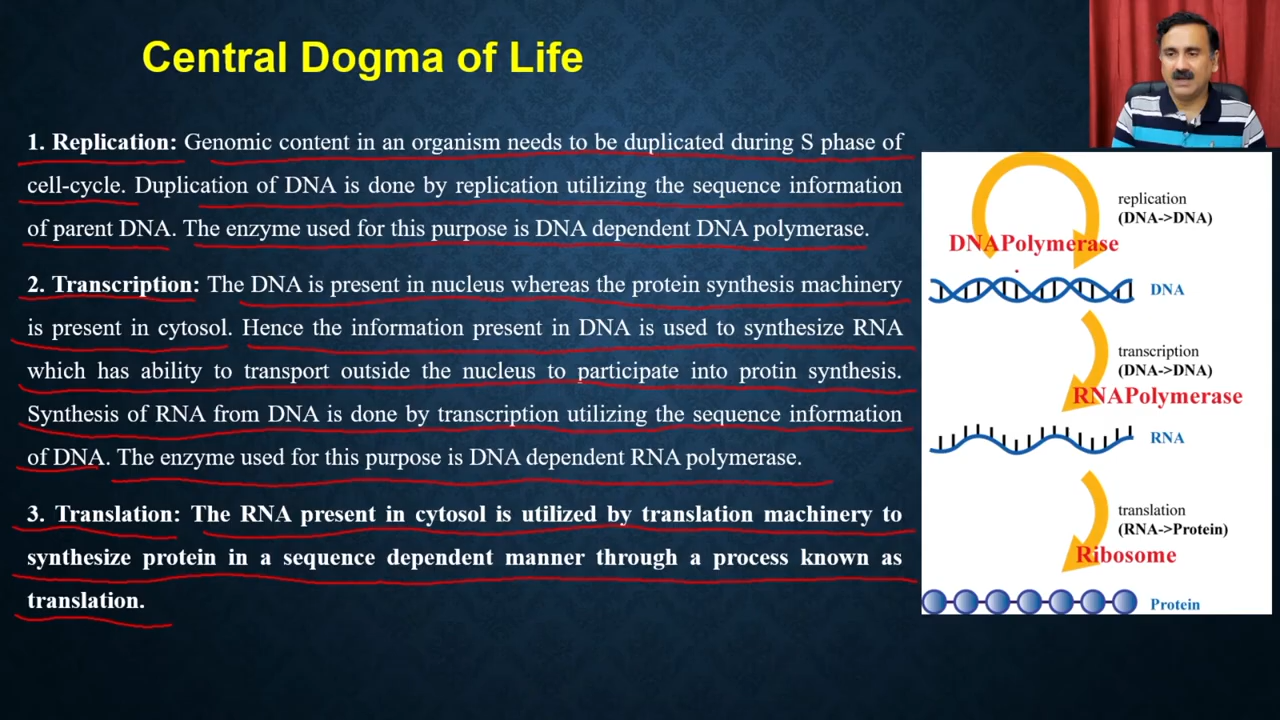 Central Dogma of Life
1. Replication: Genomic content in an organism needs to be duplicated during S phase of
cell-cycle. Duplication of DNA is done by replication utilizing the sequence information
of parent DNA. The enzyme used for this purpose is DNA dependent DNA polymerase.
2. Transcription: The DNA is present in nucleus whereas the protein synthesis machinery
is present in cytosol. Hence the information present in DNA is used to synthesize RNA
which has ability to transport outside the nucleus to participate into protin synthesis.
Synthesis of RNA from DNA is done by transcription utilizing the sequence information
of DNA. The enzyme used for this purpose is DNA dependent RNA polymerase.
3. Translation: The RNA present in cytosol is utilized by translation machinery to
synthesize protein in a sequence dependent manner through a process known as
translation.
replication
(DNA->DNA)
DNAPolymerase
DNA
transcription
(DNA->DNA)
RNAPolymerase
RNA
translation
(RNA->Protein)
Ribosome
Protein